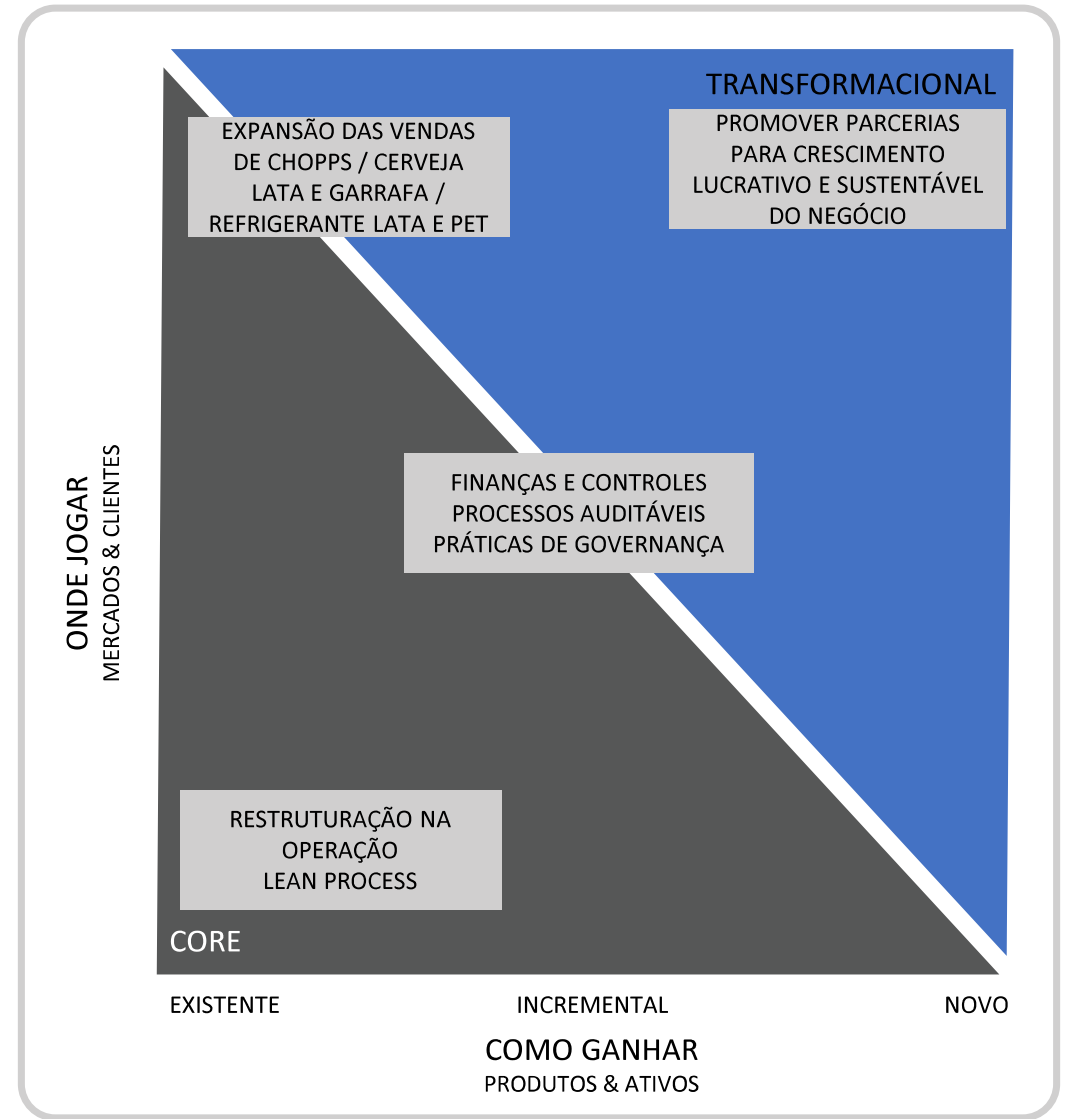 TRANSFORMACIONAL
EXPANSÃO DAS VENDAS
DE CHOPPS / CERVEJA
LATA E GARRAFA /
REFRIGERANTE LATA E PET
PROMOVER PARCERIAS
PARA CRESCIMENTO
LUCRATIVO E SUSTENTÁVEL
DO NEGÓCIO
ONDE JOGAR
MERCADOS & CLIENTES
FINANÇAS E CONTROLES
PROCESSOS AUDITÁVEIS
PRÁTICAS DE GOVERNANÇA
RESTRUTURAÇÃO NA
OPERAÇÃO
LEAN PROCESS
CORE
EXISTENTE
INCREMENTAL
NOVO
COMO GANHAR
PRODUTOS & ATIVOS